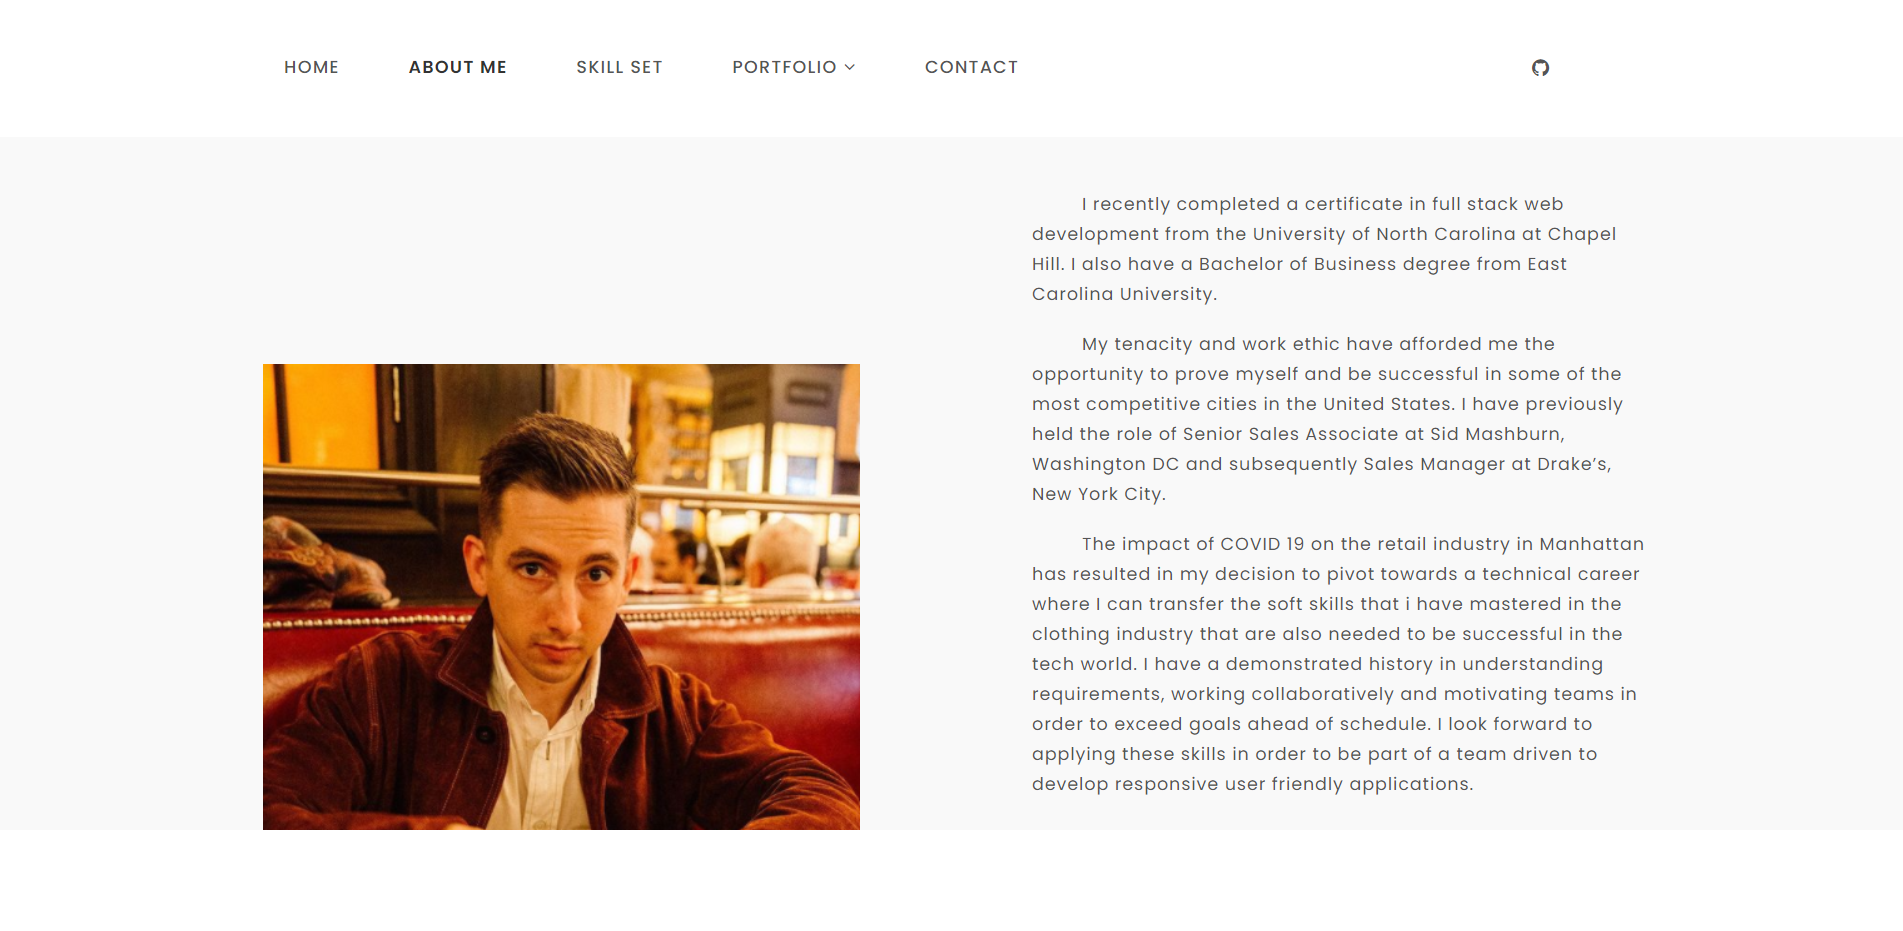 HOME ABOUT ME SKILL SET PORTFOLIO CONTACT
I recently completed a certificate in full stack web
development from the University of North Carolina at Chapel
Hill. I also have a Bachelor of Business degree from East
Carolina University.
My tenacity and work ethic have afforded me the
opportunity to prove myself and be successful in some of the
most competitive cities in the United States. I have previously
held the role of Senior Sales Associate at Sid Mashburn,
Washington DC and subsequently Sales Manager at Drake’s,
New York City.
The impact of COVID 19 on the retail industry in Manhattan
has resulted in my decision to pivot towards a technical career
where I can transfer the soft skills that i have mastered in the
clothing industry that are also needed to be successful in the
tech world. I have a demonstrated history in understanding
requirements, working collaboratively and motivating teams in
order to exceed goals ahead of schedule. I look forward to
applying these skills in order to be part of a team driven to
develop responsive user friendly applications.